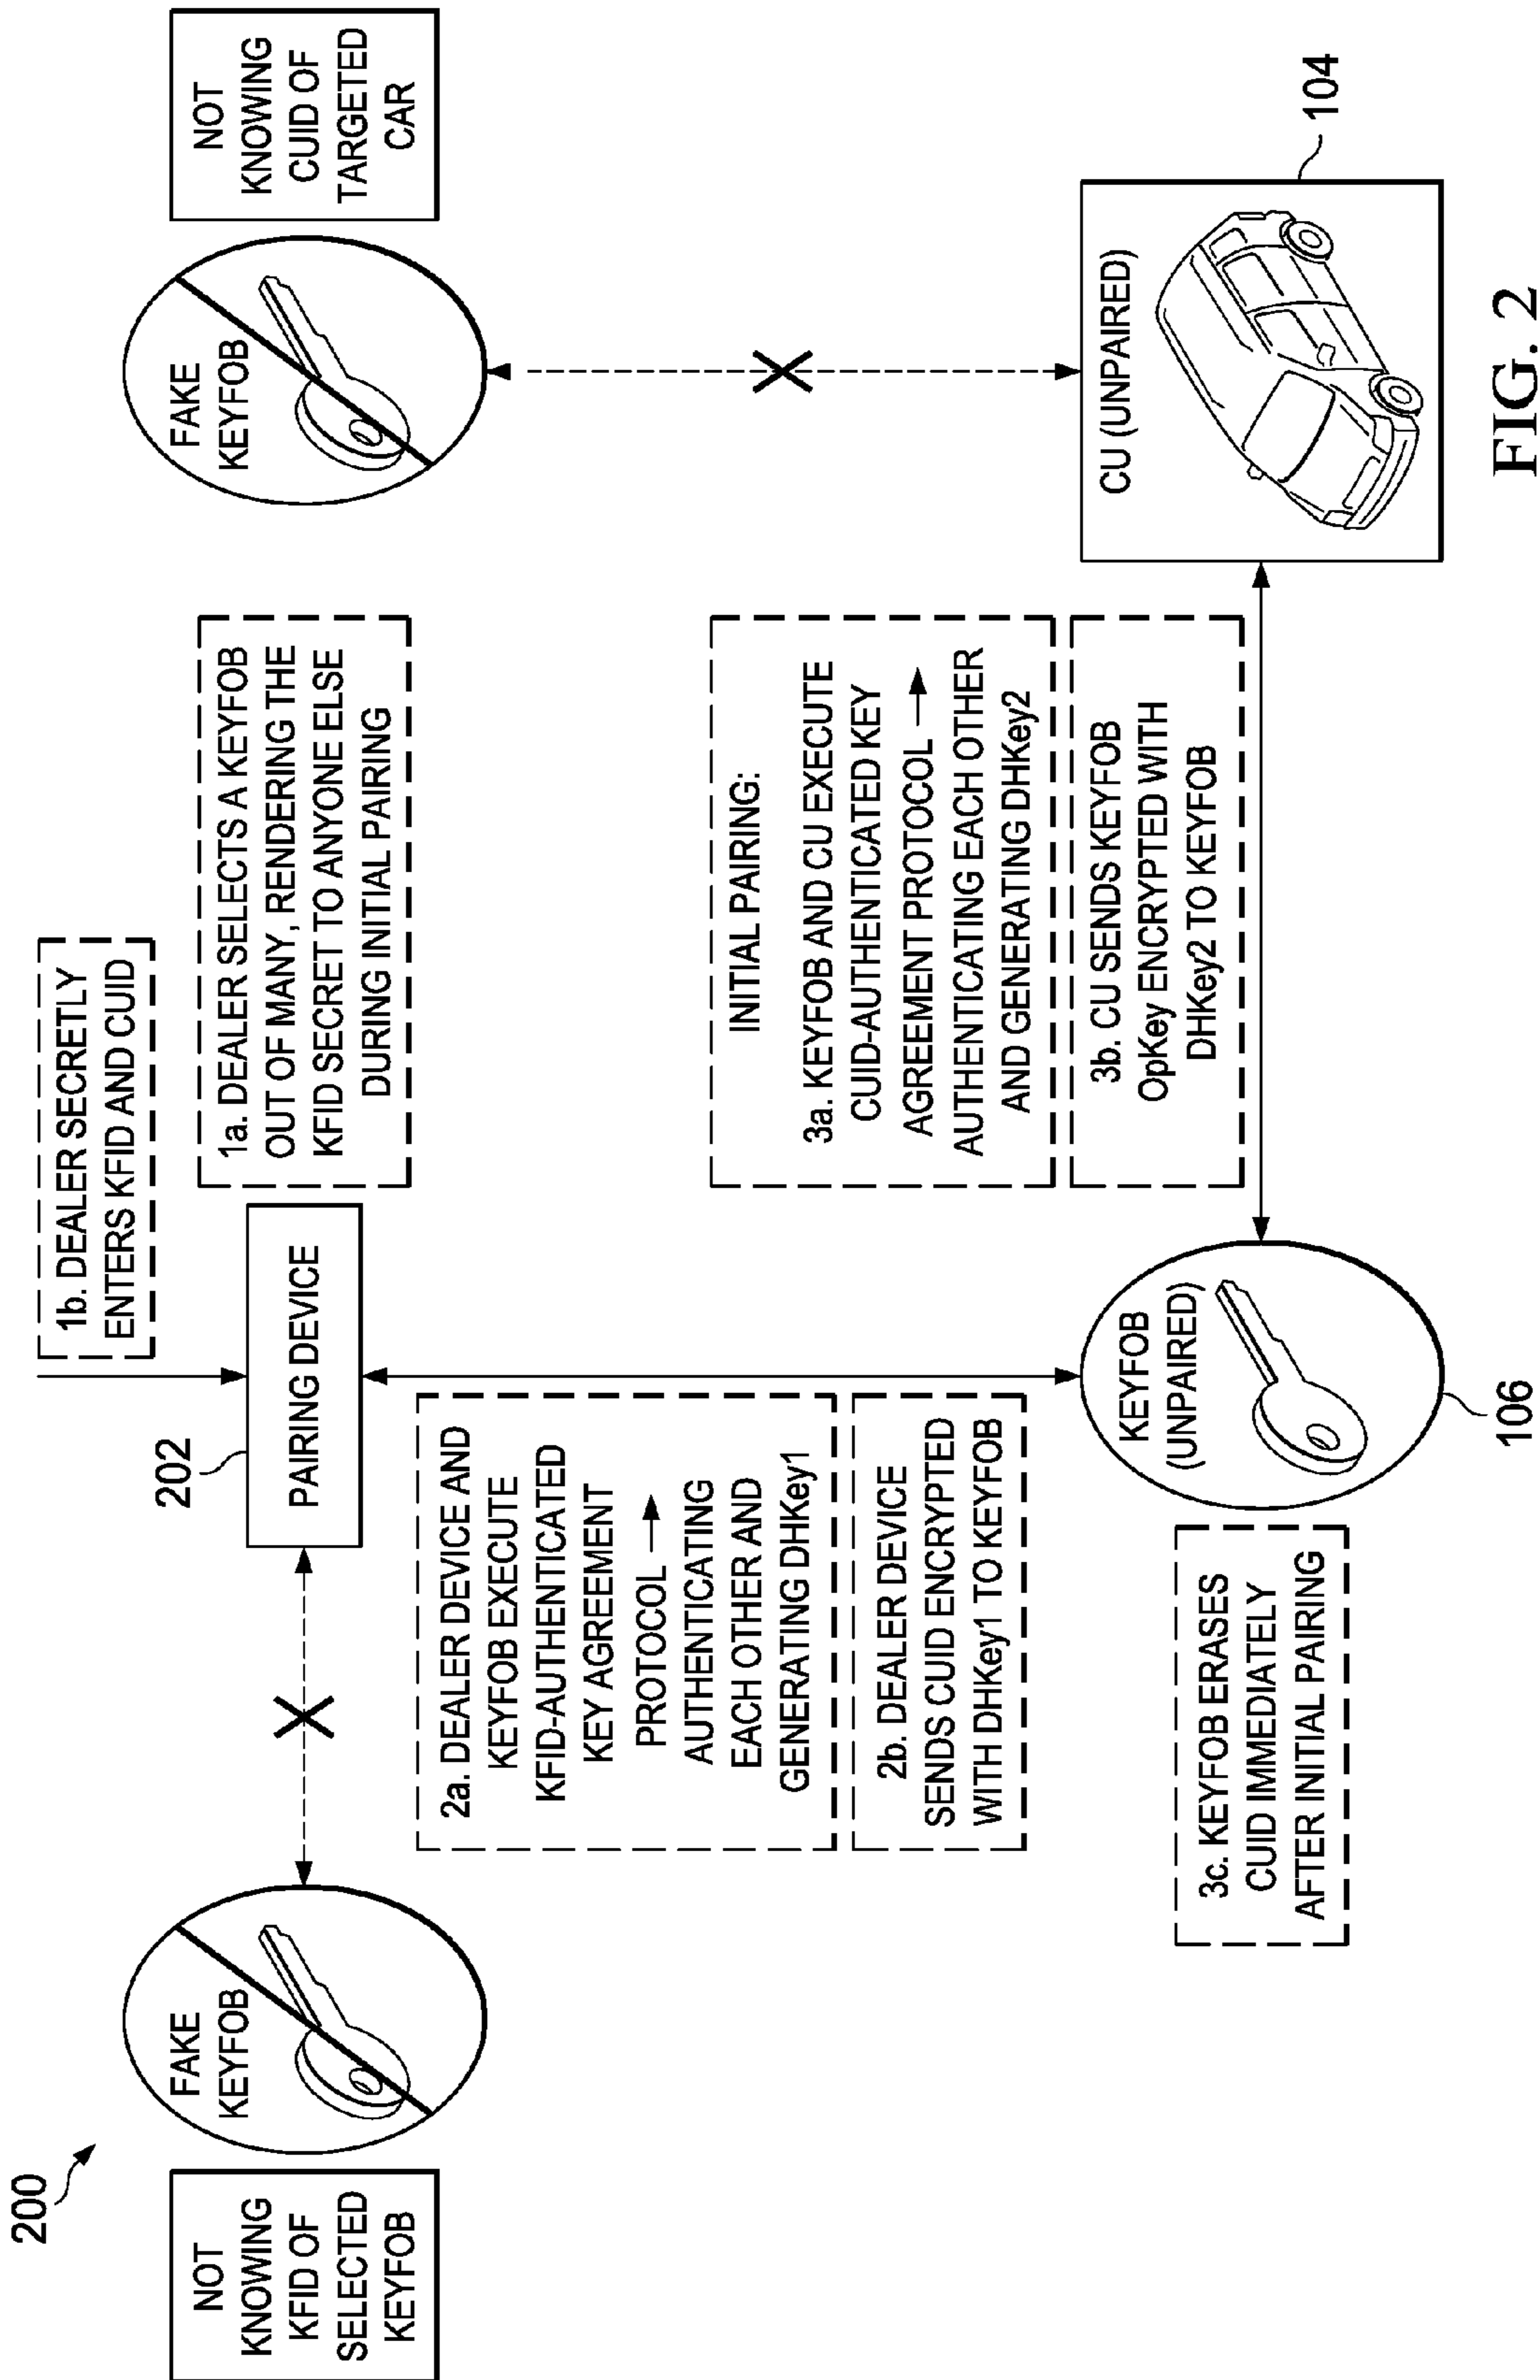 200
NOT
KNOWING
KFID OF
SELECTED
KEYFOB
FAKE
KEYFOB
202
PAIRING DEVICE
1b. DEALER SECRETLY
ENTERS KFID AND CUID
1a. DEALER SELECTS A KEYFOB
OUT OF MANY, RENDERING THE
KFID SECRET TO ANYONE ELSE
DURING INITIAL PAIRING
FAKE
KEYFOB
NOT
KNOWING
CUID OF
TARGETED
CAR
2a. DEALER DEVICE AND
KEYFOB EXECUTE
KFID-AUTHENTICATED
KEY AGREEMENT
PROTOCOL →
AUTHENTICATING
EACH OTHER AND
GENERATING DHKey1
2b. DEALER DEVICE
SENDS CUID ENCRYPTED
WITH DHKey1 TO KEYFOB
INITIAL PAIRING:
3a. KEYFOB AND CU EXECUTE
CUID-AUTHENTICATED KEY
AGREEMENT PROTOCOL →
AUTHENTICATING EACH OTHER
AND GENERATING DHKey2
3b. CU SENDS KEYFOB
OpKey ENCRYPTED WITH
DHKey2 TO KEYFOB
3c. KEYFOB ERASES
CUID IMMEDIATELY
AFTER INITIAL PAIRING
KEYFOB
(UNPAIRED)
106
CU (UNPAIRED)
104
FIG. 2